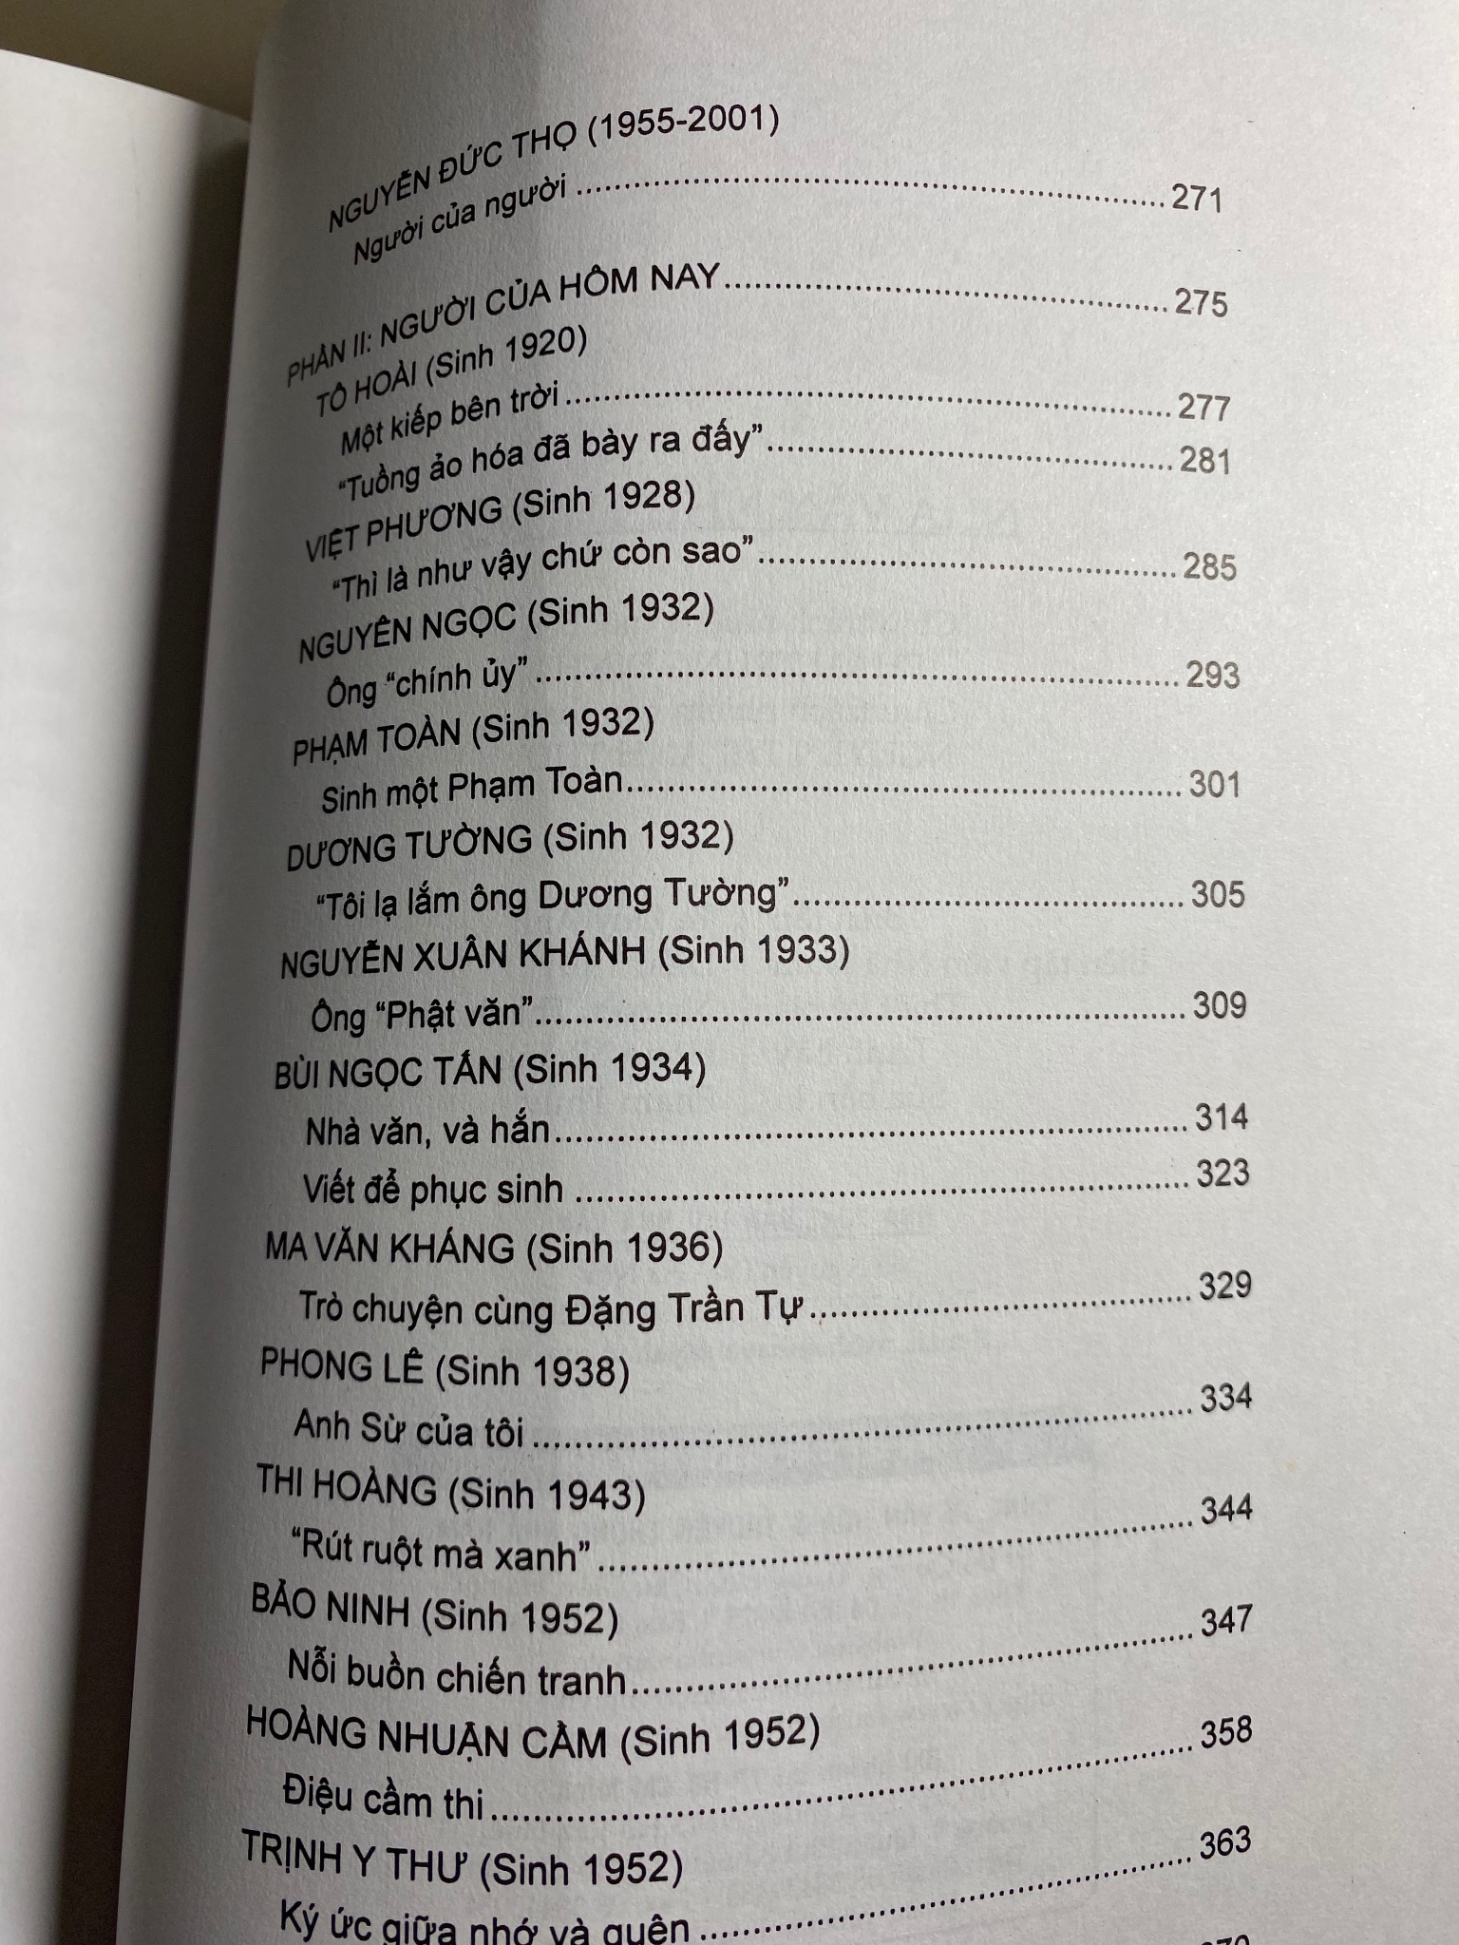 NGUYỄN ĐỨC THỌ (1955-2001)
Người của người ........ 271
PHẦN II: NGƯỜI CỦA HÔM NAY ........ 275
TÔ HOÀI (Sinh 1920)
Một kiếp bên trời ........ 277
“Tuồng ảo hóa đã bày ra đấy” ........ 281
VIỆT PHƯƠNG (Sinh 1928)
“Thì là như vậy chứ còn sao” ........ 285
NGUYÊN NGỌC (Sinh 1932)
Ông “chính ủy” ........ 293
PHẠM TOÀN (Sinh 1932)
Sinh một Phạm Toàn ........ 301
DƯƠNG TƯỜNG (Sinh 1932)
“Tôi lạ lắm ông Dương Tường” ........ 305
NGUYỄN XUÂN KHÁNH (Sinh 1933)
Ông “Phật văn” ........ 309
BÙI NGỌC TẤN (Sinh 1934)
Nhà văn, và hắn ........ 314
Viết để phục sinh ........ 323
MA VĂN KHÁNG (Sinh 1936)
Trò chuyện cùng Đặng Trần Tự ........ 329
PHONG LÊ (Sinh 1938)
Anh Sừ của tôi ........ 334
THI HOÀNG (Sinh 1943)
“Rút ruột mà xanh” ........ 344
BẢO NINH (Sinh 1952)
Nỗi buồn chiến tranh ........ 347
HOÀNG NHUẬN CẦM (Sinh 1952)
Điệu cầm thi ........ 358
TRỊNH Y THƯ (Sinh 1952)
Ký ức giữa nhớ và quên ........ 363